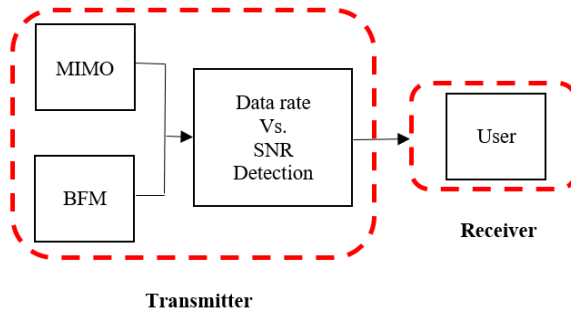 MIMO
BFM
Data rate
Vs.
SNR
Detection
User
Receiver
Transmitter